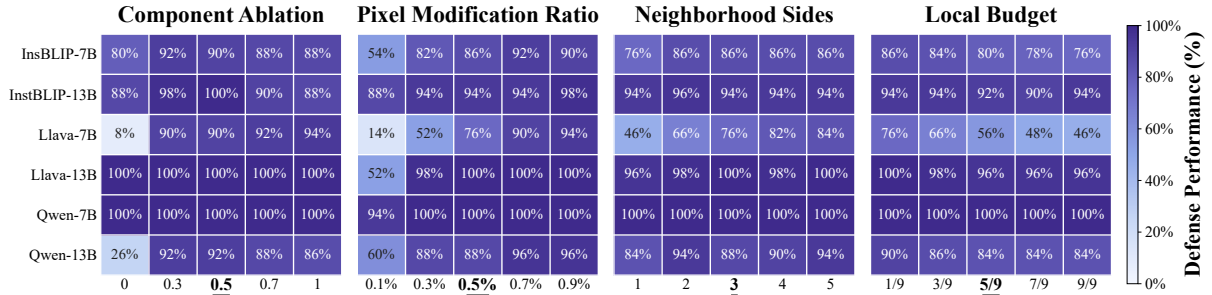 Component Ablation Pixel Modification Ratio Neighborhood Sides Local Budget
InsBLIP-7B 80% 92% 90% 88% 88% 54% 82% 86% 92% 90% 76% 86% 86% 86% 86% 86% 84% 80% 78% 76%
InstBLIP-13B 88% 98% 100% 90% 88% 88% 94% 94% 94% 98% 94% 96% 94% 94% 94% 94% 94% 92% 90% 94%
Llava-7B 8% 90% 90% 92% 94% 14% 52% 76% 90% 94% 46% 66% 76% 82% 84% 76% 66% 56% 48% 46%
Llava-13B 100% 100% 100% 100% 100% 52% 98% 100% 100% 100% 96% 98% 100% 98% 100% 100% 98% 96% 96% 96%
Qwen-7B 100% 100% 100% 100% 100% 94% 100% 100% 100% 100% 100% 100% 100% 100% 100% 100% 100% 100% 100% 100%
Qwen-13B 26% 92% 92% 88% 86% 60% 88% 88% 96% 96% 84% 94% 88% 90% 94% 90% 86% 84% 84% 84%
0 0.3 0.5 0.7 1 0.1% 0.3% 0.5% 0.7% 0.9% 1 2 3 4 5 1/9 3/9 5/9 7/9 9/9
100%
80%
60%
40%
20%
0%
Defense Performance (%)